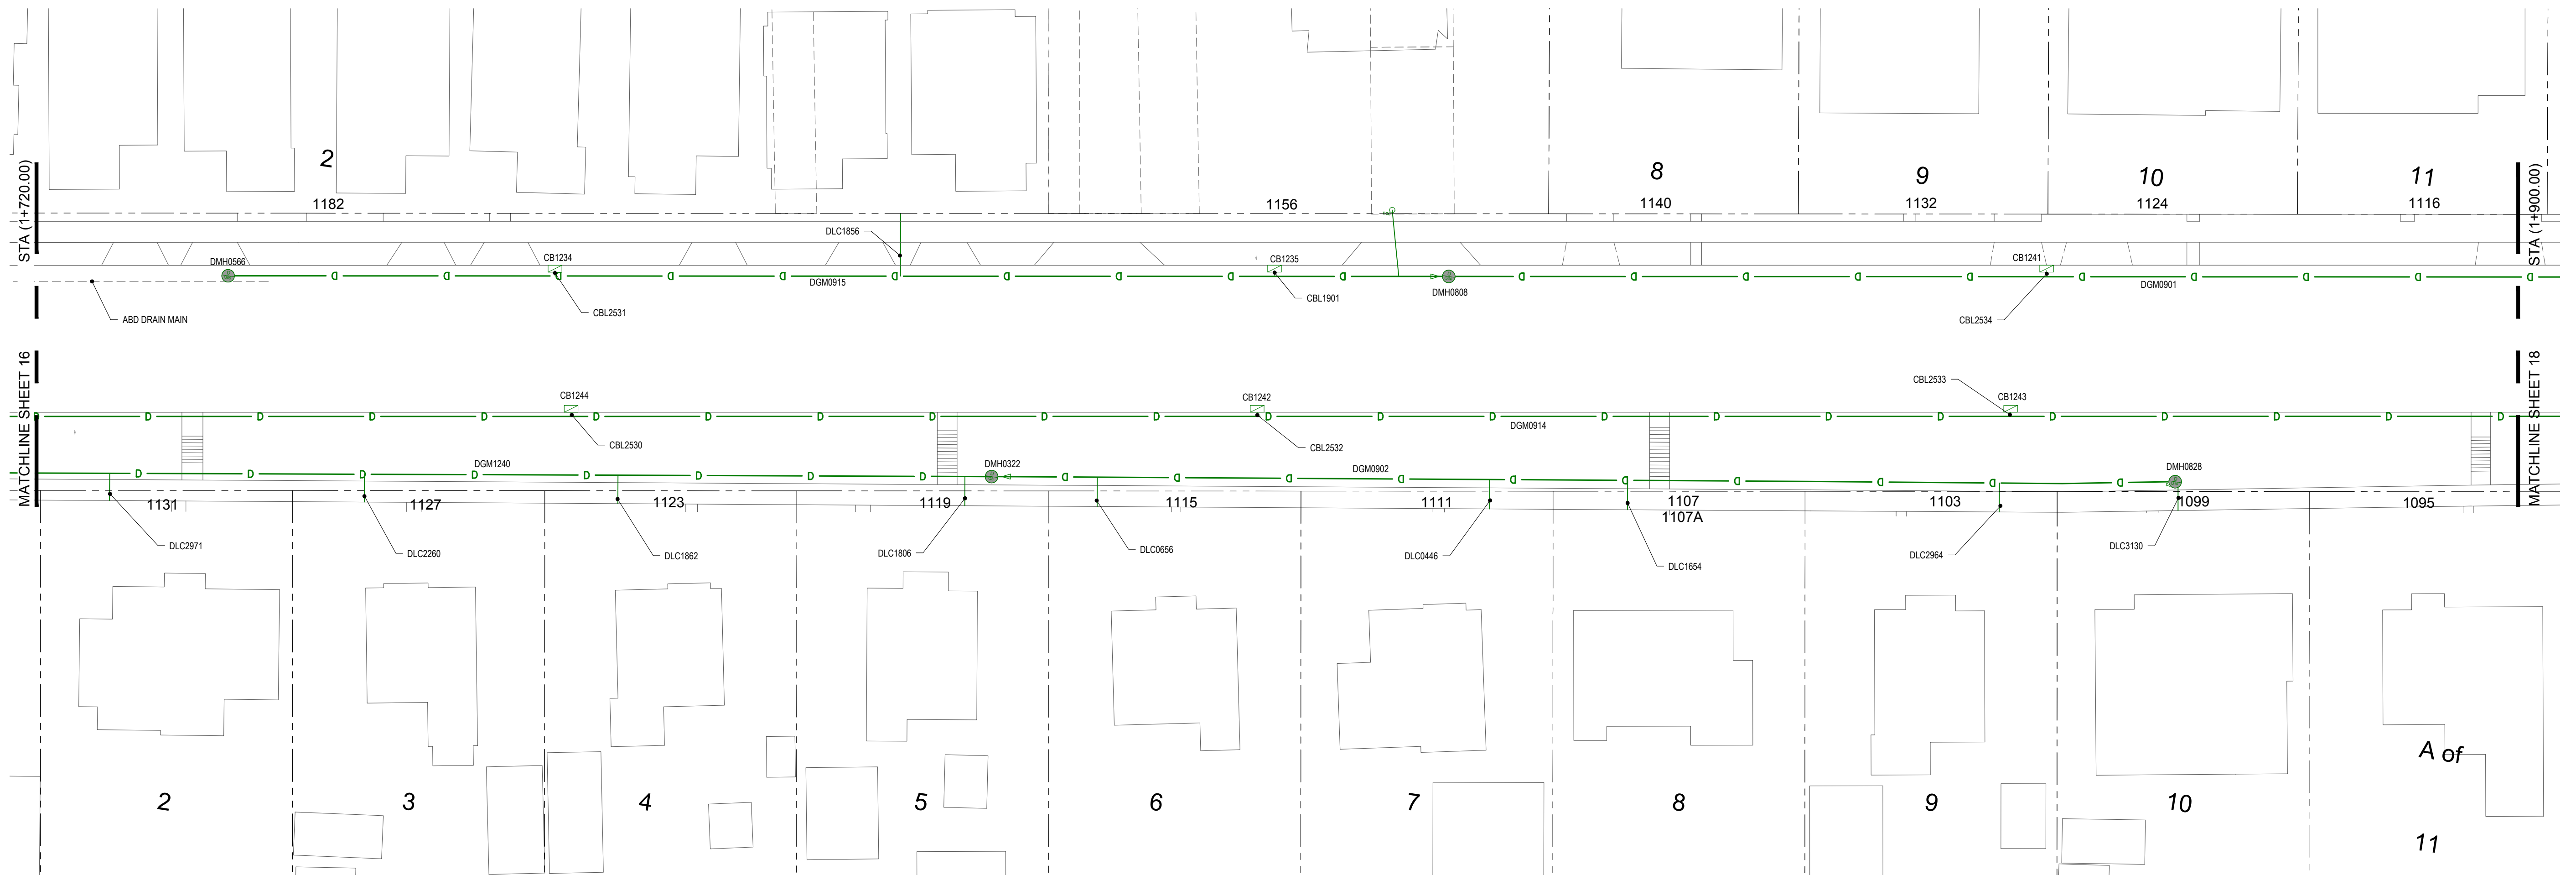 2
8
9
10
11
1182
1156
1140
1132
1124
1116
STA (1+720.00)
STA (1+900.00)
DLC1856
DMH0566
CB1234
CB1235
CB1241
DGM0915
DMH0808
DGM0901
CBL2531
CBL1901
CBL2534
ABD DRAIN MAIN
MATCHLINE SHEET 16
MATCHLINE SHEET 18
CBL2533
CB1244
CB1242
CB1243
DGM0914
CBL2530
CBL2532
DGM1240
DMH0322
DGM0902
DMH0828
1131
1127
1123
1119
1115
1111
1107
1107A
1103
1099
1095
DLC2971
DLC2260
DLC1862
DLC1806
DLC0656
DLC0446
DLC1654
DLC2964
DLC3130
A of
2
3
4
5
6
7
8
9
10
11
D D D D D D D D D D D D D D D D D D D D D
D D D D D D D D D D D D D D D D D D D D D D D
D D D D D D D D D D D D D D D D D D